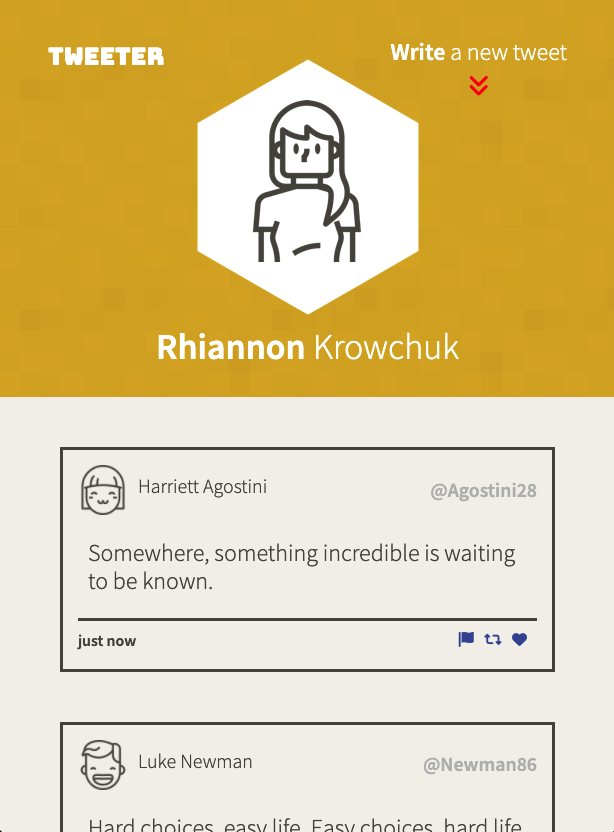 TWEETER
Write a new tweet
Rhiannon Krowchuk
Harriett Agostini
@Agostini28
Somewhere, something incredible is waiting
to be known.
just now
Luke Newman
@Newman86
Hard choices, easy life. Easy choices, hard life.